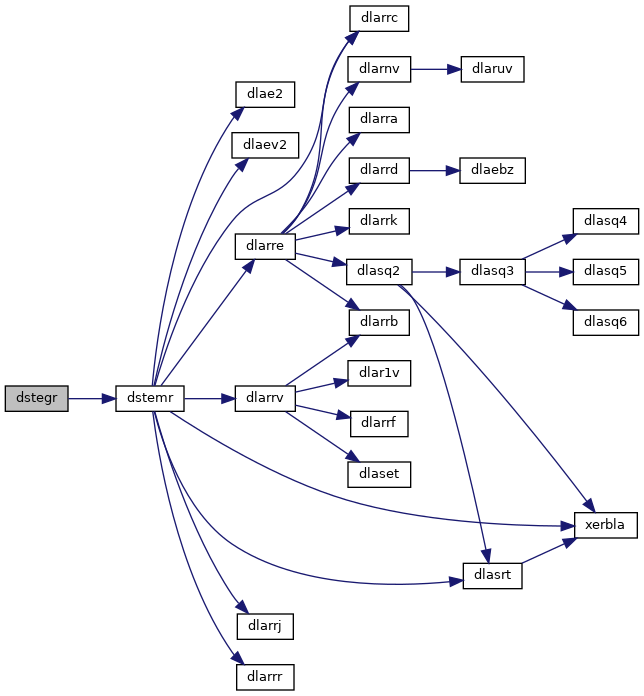 dlarrc
dlarnv
dlaruv
dlae2
dlarra
dlaev2
dlarrd
dlaebz
dlarrk
dlasq4
dlarre
dlasq2
dlasq3
dlasq5
dlarrb
dlasq6
dlar1v
dstegr
dstemr
dlarrv
dlarrf
dlaset
xerbla
dlasrt
dlarrj
dlarrr